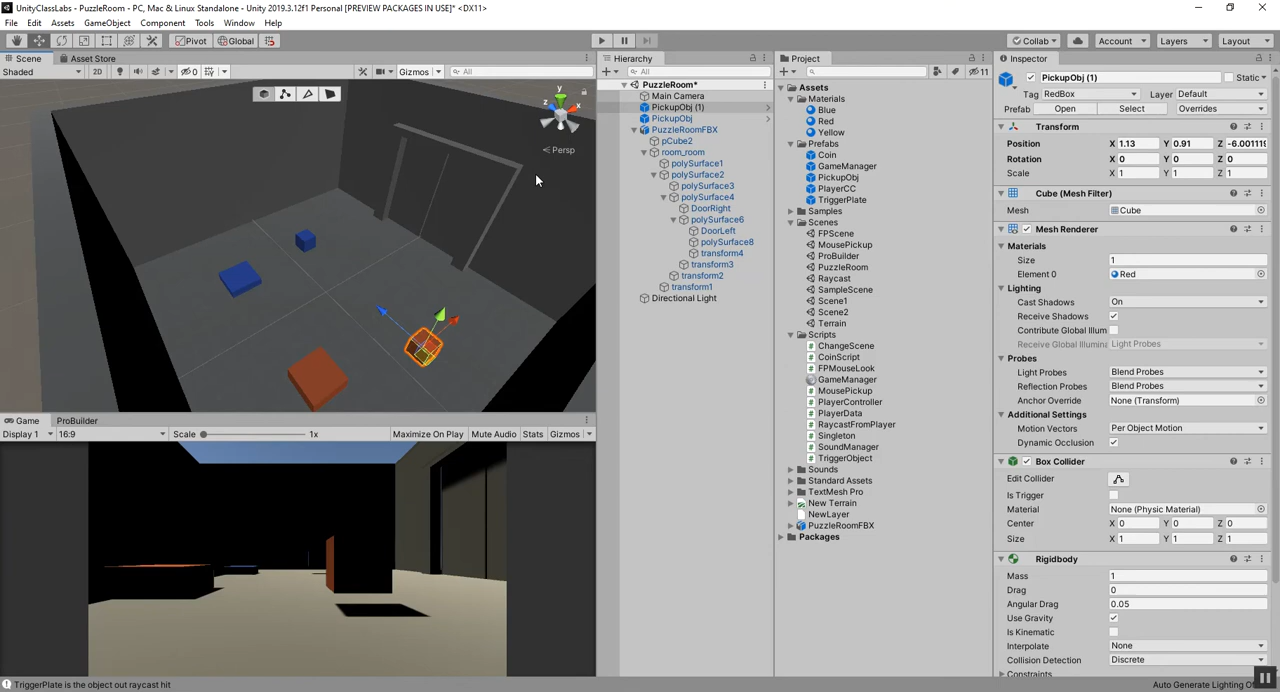 UnityClassLabs - PuzzleRoom - PC, Mac & Linux Standalone - Unity 2019.3.12f1 Personal [PREVIEW PACKAGES IN USE]* <DX11>
File Edit Assets GameObject Component Tools Window Help
Pivot Global Collab Account Layers Layout
Scene Asset Store
Shaded 2D 0 Gizmos All
y
x
z
Persp
Game ProBuilder
Display 1 16:9 Scale 1x Maximize On Play Mute Audio Stats Gizmos
TriggerPlate is the object out raycast hit
Hierarchy
All
PuzzleRoom*
Main Camera
PickupObj (1)
PickupObj
PuzzleRoomFBX
pCube2
room_room
polySurface1
polySurface2
polySurface3
polySurface4
DoorRight
polySurface6
DoorLeft
polySurface8
transform4
transform3
transform2
transform1
Directional Light
Project
11
Assets
Materials
Blue
Red
Yellow
Prefabs
Coin
GameManager
PickupObj
PlayerCC
TriggerPlate
Samples
Scenes
FPScene
MousePickup
ProBuilder
PuzzleRoom
Raycast
SampleScene
Scene1
Scene2
Terrain
Scripts
ChangeScene
CoinScript
FPMouseLook
GameManager
MousePickup
PlayerController
PlayerData
RaycastFromPlayer
Singleton
SoundManager
TriggerObject
Sounds
Standard Assets
TextMesh Pro
New Terrain
NewLayer
PuzzleRoomFBX
Packages
Inspector
PickupObj (1) Static
Tag RedBox Layer Default
Prefab Open Select Overrides
Transform
Position X 1.13 Y 0.91 Z -6.001119
Rotation X 0 Y 0 Z 0
Scale X 1 Y 1 Z 1
Cube (Mesh Filter)
Mesh Cube
Mesh Renderer
Materials
Size 1
Element 0 Red
Lighting
Cast Shadows On
Receive Shadows
Contribute Global Illum
Receive Global Illumina Light Probes
Probes
Light Probes Blend Probes
Reflection Probes Blend Probes
Anchor Override None (Transform)
Additional Settings
Motion Vectors Per Object Motion
Dynamic Occlusion
Box Collider
Edit Collider
Is Trigger
Material None (Physic Material)
Center X 0 Y 0 Z 0
Size X 1 Y 1 Z 1
Rigidbody
Mass 1
Drag 0
Angular Drag 0.05
Use Gravity
Is Kinematic
Interpolate None
Collision Detection Discrete
Constraints
Auto Generate Lighting